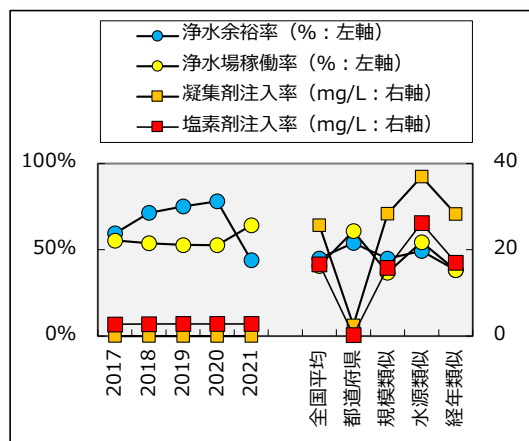 浄水余裕率（%：左軸）
浄水場稼働率（%：左軸）
凝集剤注入率（mg/L：右軸）
塩素剤注入率（mg/L：右軸）
100%
50%
0%
40
20
0
2017
2018
2019
2020
2021
全国平均
都道府県
規模類似
水源類似
経年類似